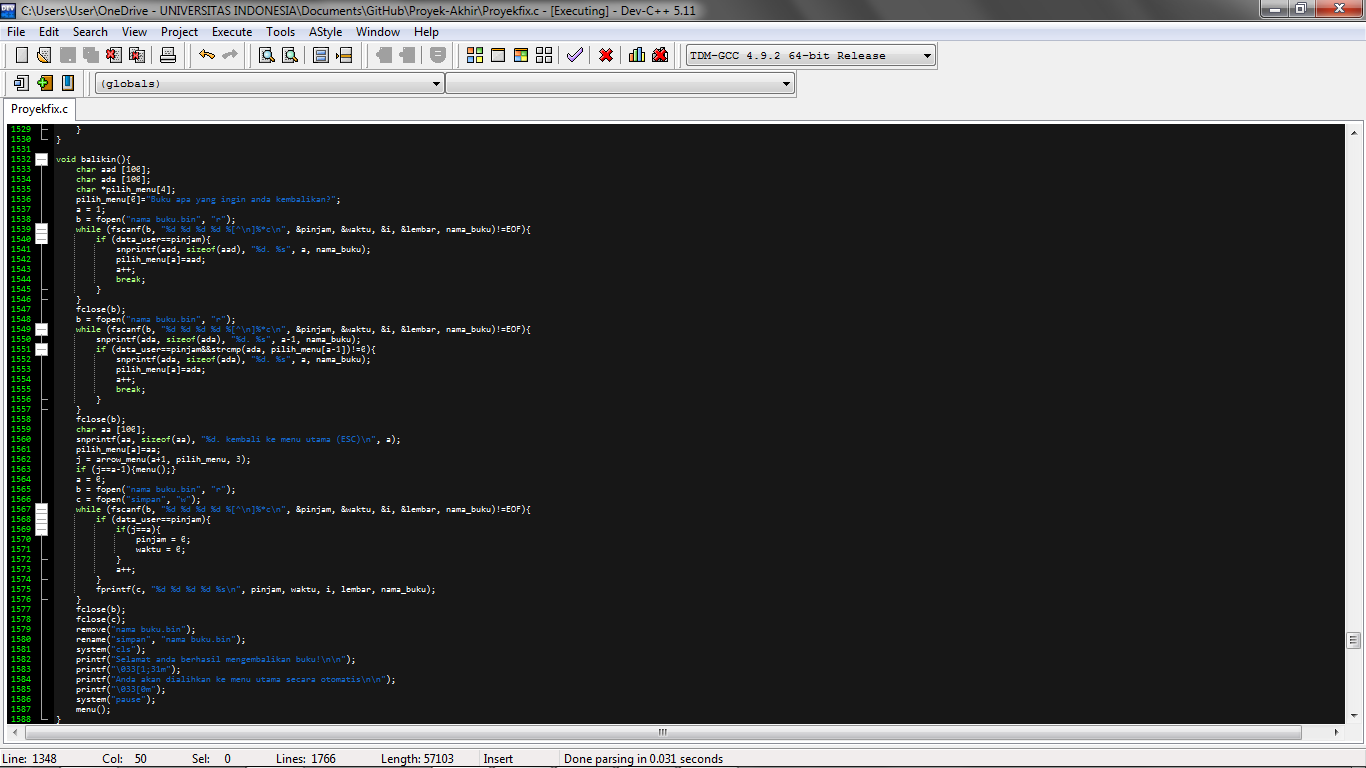 C:\Users\User\OneDrive - UNIVERSITAS INDONESIA\Documents\GitHub\Proyek-Akhir\Proyekfix.c - [Executing] - Dev-C++ 5.11
File Edit Search View Project Execute Tools AStyle Window Help
TDM-GCC 4.9.2 64-bit Release
(globals)
Proyekfix.c
1529 }
1530 }
1531
1532 void balikin(){
1533 char aad [100];
1534 char ada [100];
1535 char *pilih_menu[4];
1536 pilih_menu[0]="Buku apa yang ingin anda kembalikan?";
1537 a = 1;
1538 b = fopen("nama buku.bin", "r");
1539 while (fscanf(b, "%d %d %d %d %[^\n]%*c\n", &pinjam, &waktu, &i, &lembar, nama_buku)!=EOF){
1540 if (data_user==pinjam){
1541 snprintf(aad, sizeof(aad), "%d. %s", a, nama_buku);
1542 pilih_menu[a]=aad;
1543 a++;
1544 break;
1545 }
1546 }
1547 fclose(b);
1548 b = fopen("nama buku.bin", "r");
1549 while (fscanf(b, "%d %d %d %d %[^\n]%*c\n", &pinjam, &waktu, &i, &lembar, nama_buku)!=EOF){
1550 snprintf(ada, sizeof(ada), "%d. %s", a-1, nama_buku);
1551 if (data_user==pinjam&&strcmp(ada, pilih_menu[a-1])!=0){
1552 snprintf(ada, sizeof(ada), "%d. %s", a, nama_buku);
1553 pilih_menu[a]=ada;
1554 a++;
1555 break;
1556 }
1557 }
1558 fclose(b);
1559 char aa [100];
1560 snprintf(aa, sizeof(aa), "%d. kembali ke menu utama (ESC)\n", a);
1561 pilih_menu[a]=aa;
1562 j = arrow_menu(a+1, pilih_menu, 3);
1563 if (j==a-1){menu();}
1564 a = 0;
1565 b = fopen("nama buku.bin", "r");
1566 c = fopen("simpan", "w");
1567 while (fscanf(b, "%d %d %d %d %[^\n]%*c\n", &pinjam, &waktu, &i, &lembar, nama_buku)!=EOF){
1568 if (data_user==pinjam){
1569 if(j==a){
1570 pinjam = 0;
1571 waktu = 0;
1572 }
1573 a++;
1574 }
1575 fprintf(c, "%d %d %d %d %s\n", pinjam, waktu, i, lembar, nama_buku);
1576 }
1577 fclose(b);
1578 fclose(c);
1579 remove("nama buku.bin");
1580 rename("simpan", "nama buku.bin");
1581 system("cls");
1582 printf("Selamat anda berhasil mengembalikan buku!\n\n");
1583 printf("\033[1;31m");
1584 printf("Anda akan dialihkan ke menu utama secara otomatis\n\n");
1585 printf("\033[0m");
1586 system("pause");
1587 menu();
1588 }
Line: 1348 Col: 50 Sel: 0 Lines: 1766 Length: 57103 Insert Done parsing in 0.031 seconds